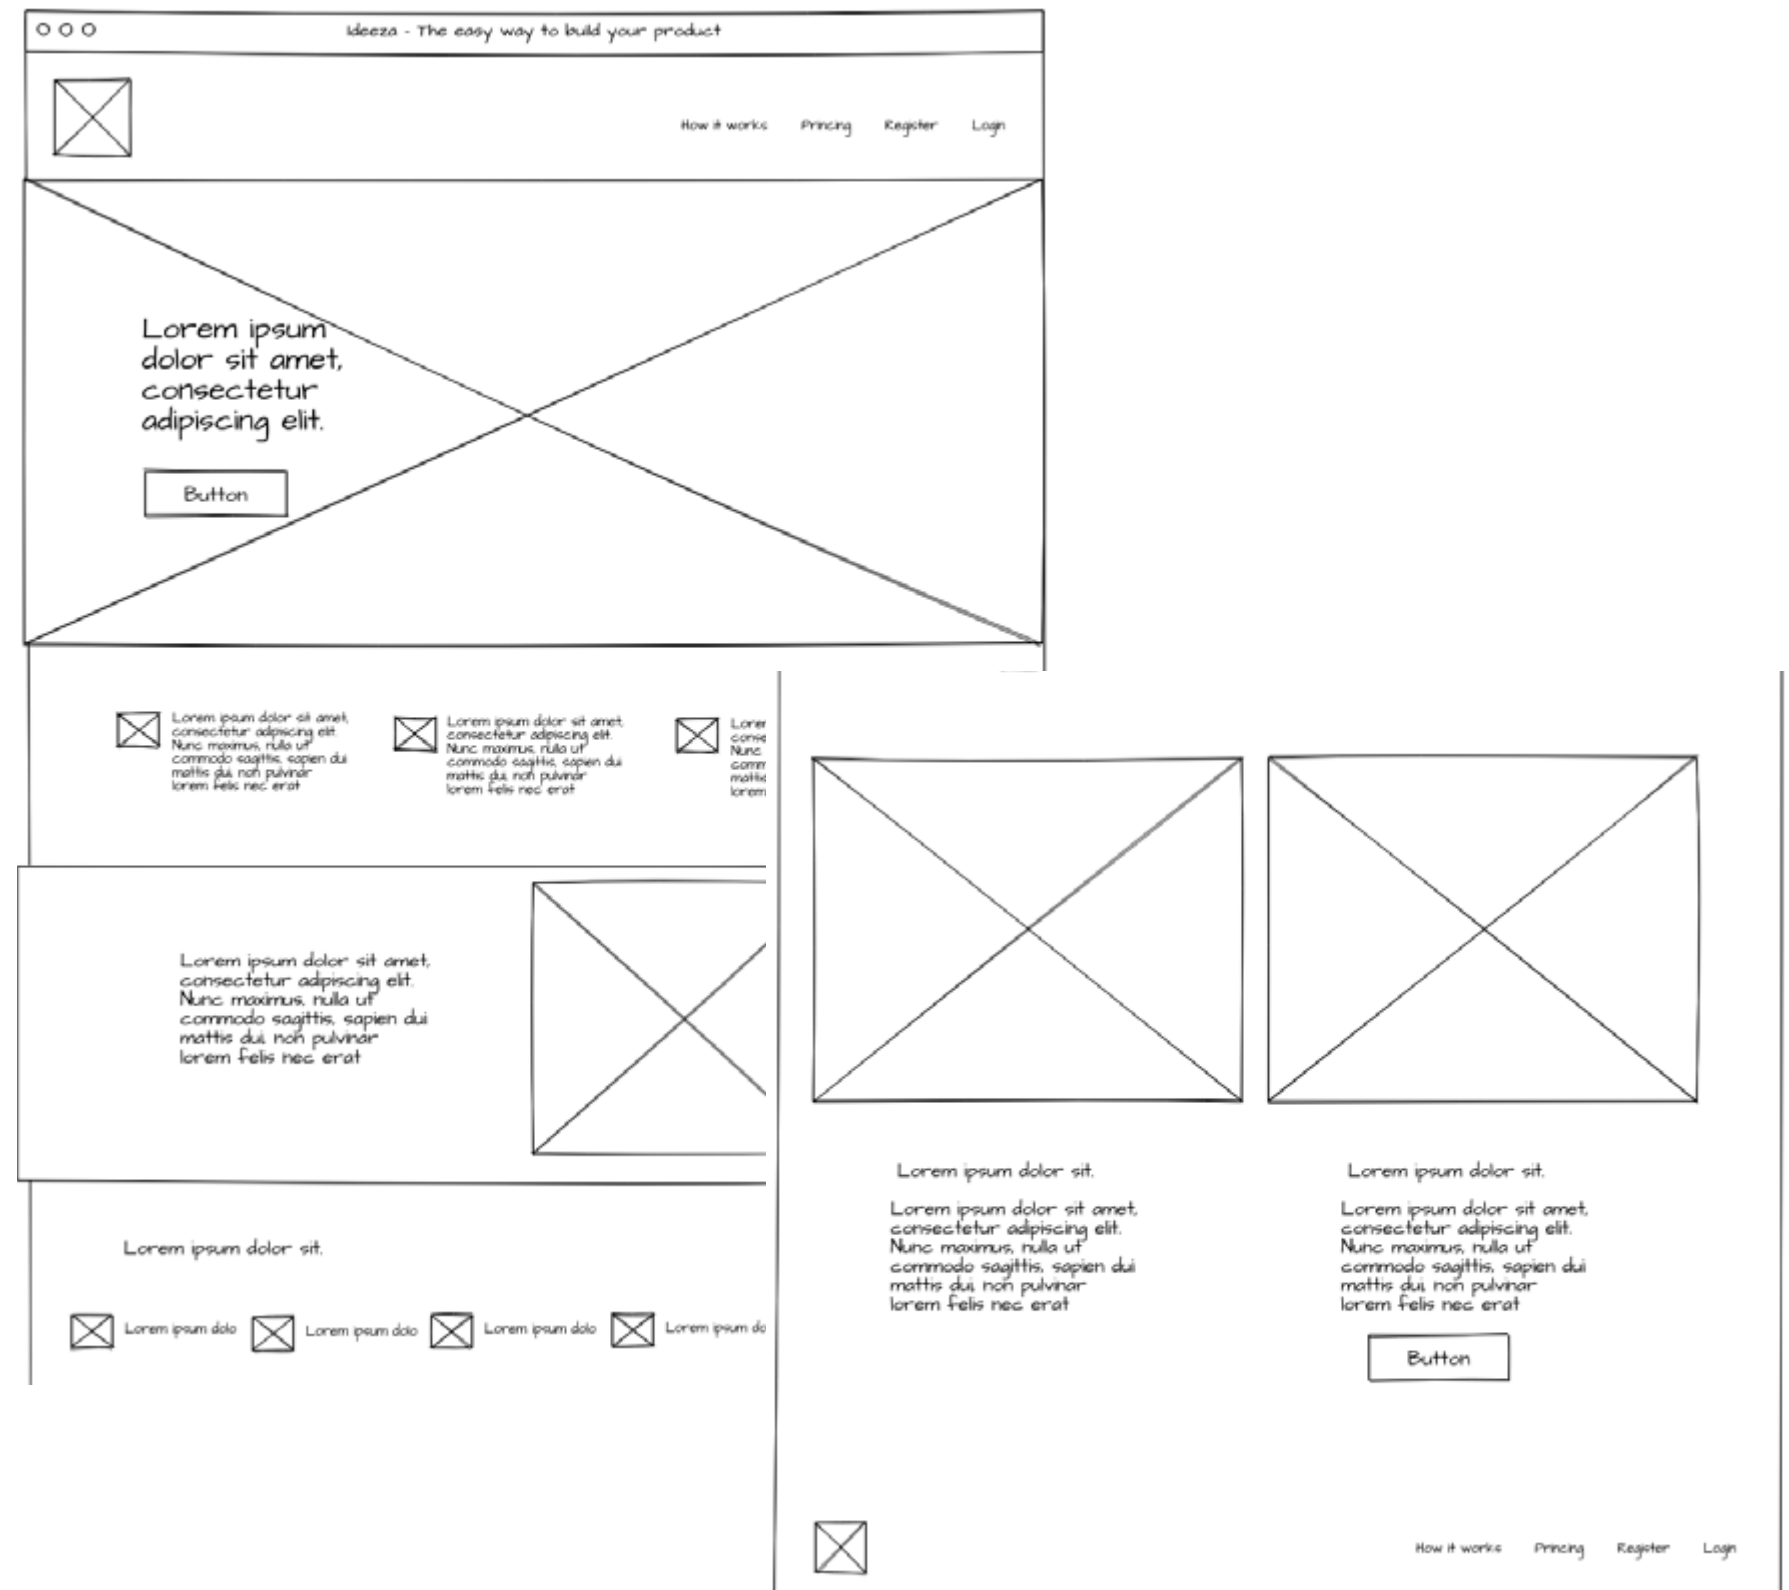 Ideeza - The easy way to build your product
How it works Princing Register Login
Lorem ipsum
dolor sit amet,
consectetur
adipiscing elit.
Button
Lorem ipsum dolor sit amet,
consectetur adipiscing elit.
Nunc maximus, nulla ut
commodo sagittis, sapien dui
mattis dui, non pulvinar
lorem felis nec erat
Lorem ipsum dolor sit amet,
consectetur adipiscing elit.
Nunc maximus, nulla ut
commodo sagittis, sapien dui
mattis dui, non pulvinar
lorem felis nec erat
Nunc
lorem
Lorem ipsum dolor sit amet,
consectetur adipiscing elit.
Nunc maximus, nulla ut
commodo sagittis, sapien dui
mattis dui, non pulvinar
lorem felis nec erat
Lorem ipsum dolor sit.
Lorem ipsum dolo
Lorem ipsum dolo
Lorem ipsum dolo
Lorem ipsum do
Lorem ipsum dolor sit.
Lorem ipsum dolor sit amet,
consectetur adipiscing elit.
Nunc maximus, nulla ut
commodo sagittis, sapien dui
mattis dui, non pulvinar
lorem felis nec erat
Lorem ipsum dolor sit.
Lorem ipsum dolor sit amet,
consectetur adipiscing elit.
Nunc maximus, nulla ut
commodo sagittis, sapien dui
mattis dui, non pulvinar
lorem felis nec erat
Button
How it works Princing Register Login